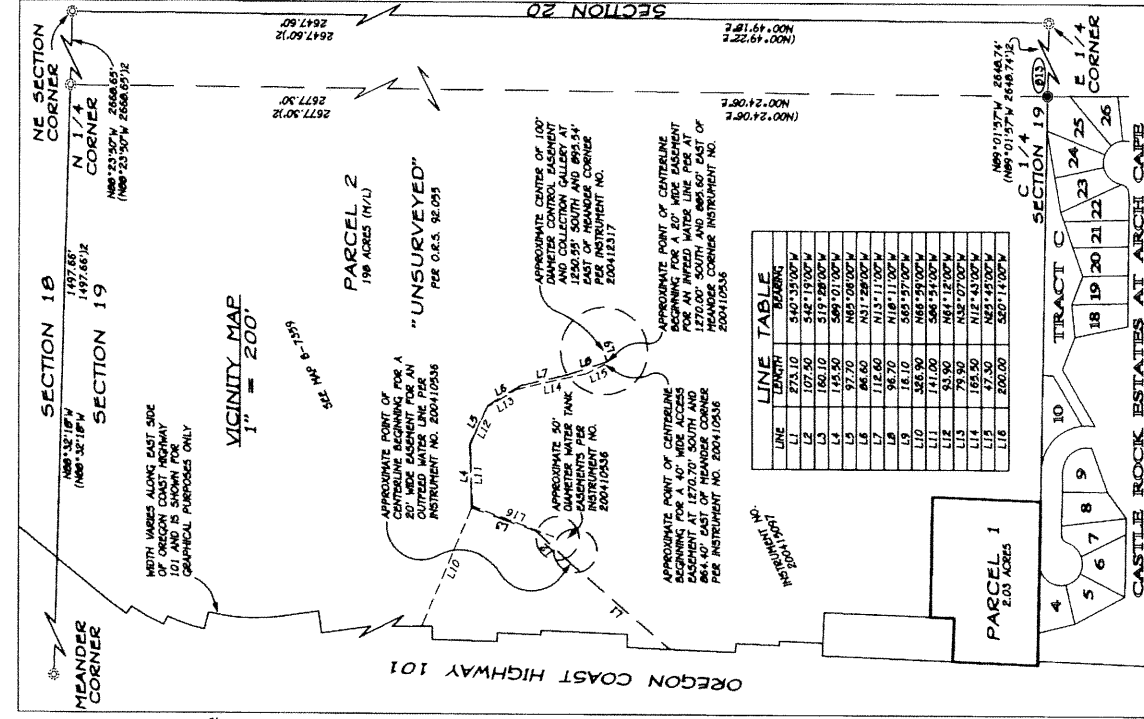 SECTION 18
N88°32'18"W 1497.66'
(N88°32'18"W 1497.66')2
SECTION 19
MEANDER
CORNER
NE SECTION
CORNER
N 1/4
CORNER
N88°23'50"W 2668.65'
(N88°23'50"W 2668.65')2
SECTION 20
2647.60'
2647.60')2
N00°49'22"E
(N00°49'18"E
2677.30'
2677.30')2
N00°24'06"E
(N00°24'06"E
WIDTH VARIES ALONG EAST SIDE
OF OREGON COAST HIGHWAY
101 AND IS SHOWN FOR
GRAPHICAL PURPOSES ONLY
VICINITY MAP
1" = 200'
SEE MAP B-7359
PARCEL 2
198 ACRES (M/L)
"UNSURVEYED"
PER O.R.S. 92.055
APPROXIMATE POINT OF
CENTERLINE BEGINNING FOR A
20' WIDE EASEMENT FOR AN
OUTFEED WATER LINE PER
INSTRUMENT NO. 200410536
APPROXIMATE 50'
DIAMETER WATER TANK
EASEMENTS PER
INSTRUMENT NO.
200410536
APPROXIMATE CENTER OF 100'
DIAMETER CONTROL EASEMENT
AND COLLECTION GALLERY AT
1250.55' SOUTH AND 895.54'
EAST OF MEANDER CORNER
PER INSTRUMENT NO.
200412317
APPROXIMATE POINT OF CENTERLINE
BEGINNING FOR A 20' WIDE EASEMENT
FOR AN INFEED WATER LINE PER AT
1270.00' SOUTH AND 885.60' EAST OF
MEANDER CORNER INSTRUMENT NO.
200410536
APPROXIMATE POINT OF CENTERLINE
BEGINNING FOR A 40' WIDE ACCESS
EASEMENT AT 1270.70' SOUTH AND
864.40' EAST OF MEANDER CORNER
PER INSTRUMENT NO. 200410536
L10
L4
L11
L5
L12
L6
L13
L7
L14
L8
L15
L9
L16
L3
L2
L1
INSTRUMENT NO.
200415097
LINE TABLE
LINE LENGTH BEARING
L1 273.10 S40°35'00"W
L2 107.50 S42°19'00"W
L3 160.10 S19°28'00"W
L4 145.50 S89°01'00"W
L5 97.70 N65°08'00"W
L6 86.60 N31°28'00"W
L7 112.60 N13°11'00"W
L8 96.70 N18°11'00"W
L9 16.10 S65°57'00"W
L10 326.90 N66°59'00"W
L11 141.00 S86°54'00"W
L12 93.90 N64°12'00"W
L13 79.90 N32°07'00"W
L14 165.50 N12°43'00"W
L15 47.30 N25°45'00"W
L16 200.00 S20°14'00"W
OREGON COAST HIGHWAY 101
PARCEL 1
2.03 ACRES
N89°01'57"W 2648.74'
(N89°01'57"W 2648.74')2
813
C 1/4
SECTION 19
E 1/4
CORNER
TRACT C
4
5
6
7
8
9
10
18
19
20
21
22
23
24
25
26
CASTLE ROCK ESTATES AT ARCH CAPE